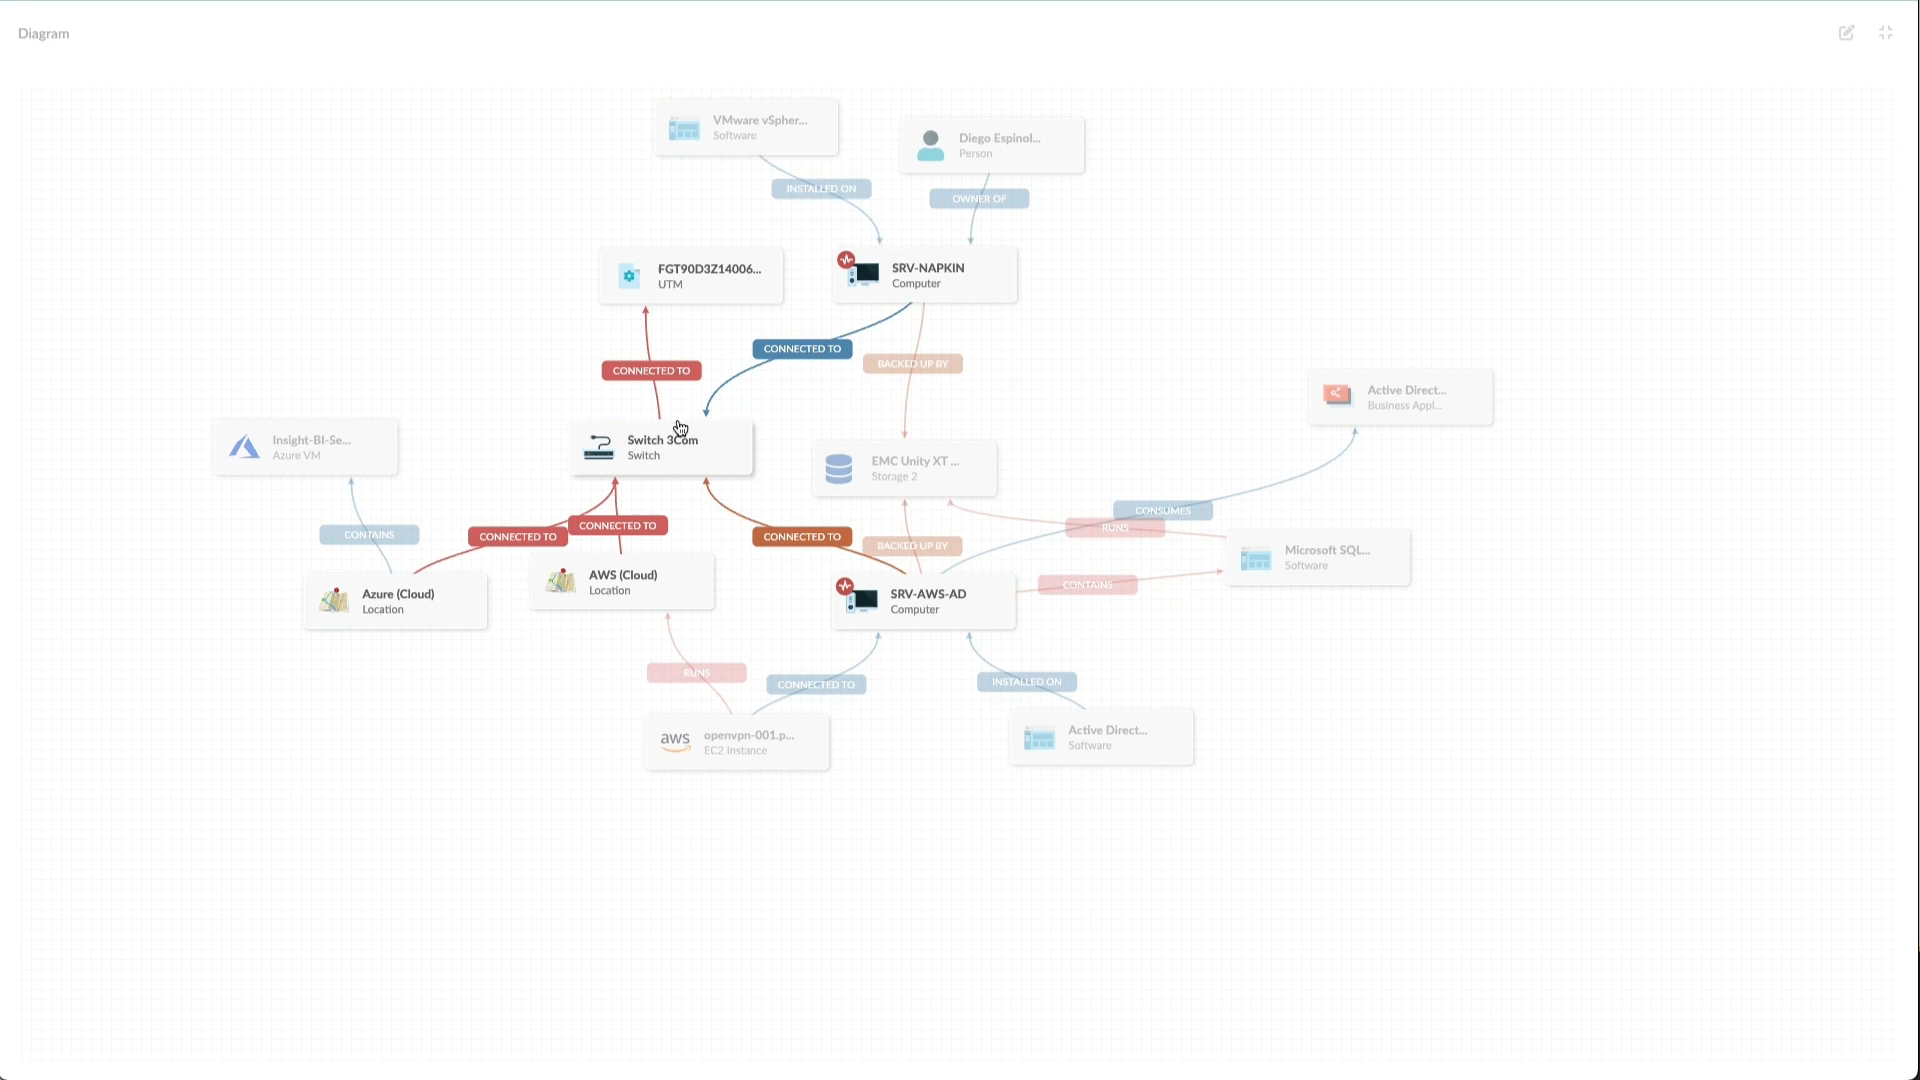 Diagram
VMware vSpher...
Software
Diego Espinol...
Person
INSTALLED ON
OWNER OF
FGT90D3Z14006...
UTM
SRV-NAPKIN
Computer
CONNECTED TO
CONNECTED TO
BACKED UP BY
Active Direct...
Business Appl...
Insight-BI-Se...
Azure VM
Switch 3Com
Switch
EMC Unity XT ...
Storage 2
CONSUMES
RUNS
CONTAINS
CONNECTED TO
CONNECTED TO
CONNECTED TO
BACKED UP BY
Microsoft SQL...
Software
CONTAINS
Azure (Cloud)
Location
AWS (Cloud)
Location
SRV-AWS-AD
Computer
RUNS
CONNECTED TO
INSTALLED ON
aws
openvpn-001.p...
EC2 Instance
Active Direct...
Software